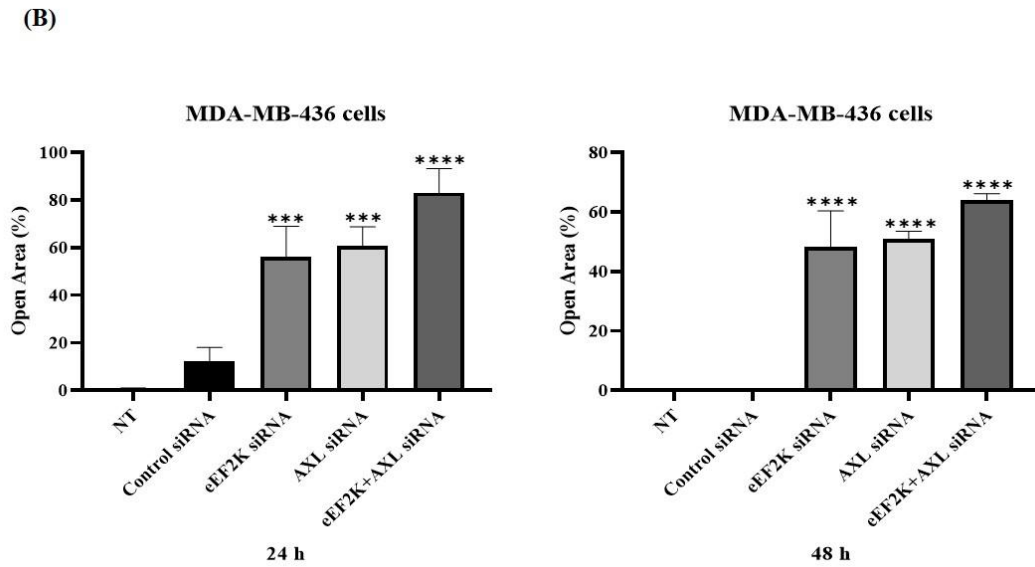 (B)
MDA-MB-436 cells
Open Area (%)
100
80
60
40
20
0
***
***
****
NT
Control siRNA
eEF2K siRNA
AXL siRNA
eEF2K+AXL siRNA
24 h
MDA-MB-436 cells
Open Area (%)
80
60
40
20
0
****
****
****
NT
Control siRNA
eEF2K siRNA
AXL siRNA
eEF2K+AXL siRNA
48 h